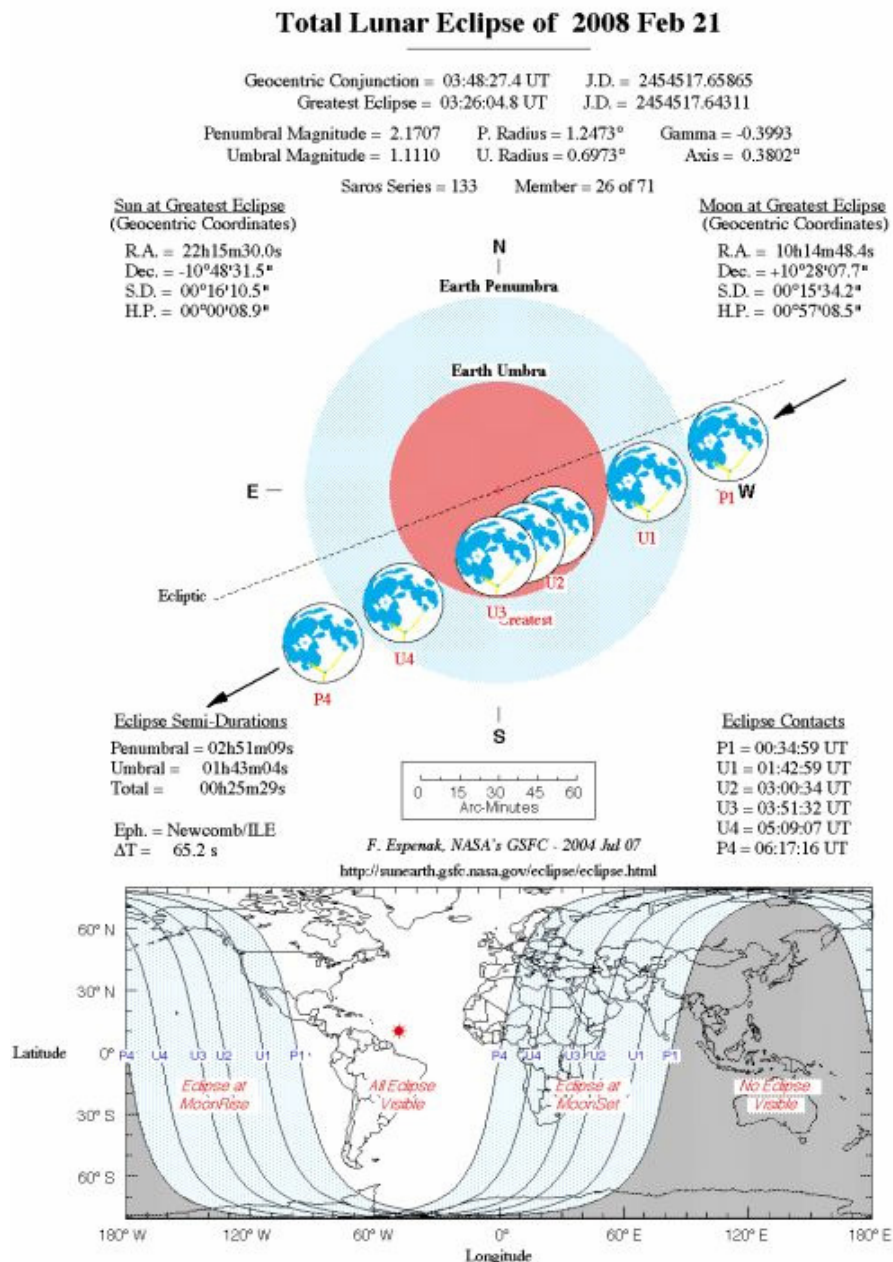 Total Lunar Eclipse of 2008 Feb 21
Geocentric Conjunction = 03:48:27.4 UT J.D. = 2454517.65865
Greatest Eclipse = 03:26:04.8 UT J.D. = 2454517.64311
Penumbral Magnitude = 2.1707 P. Radius = 1.2473° Gamma = -0.3993
Umbral Magnitude = 1.1110 U. Radius = 0.6973° Axis = 0.3802°
Saros Series = 133 Member = 26 of 71
Sun at Greatest Eclipse
(Geocentric Coordinates)
R.A. = 22h15m30.0s
Dec. = -10°48'31.5"
S.D. = 00°16'10.5"
H.P. = 00°00'08.9"
Moon at Greatest Eclipse
(Geocentric Coordinates)
R.A. = 10h14m48.4s
Dec. = +10°28'07.7"
S.D. = 00°15'34.2"
H.P. = 00°57'08.5"
N
Earth Penumbra
Earth Umbra
E
W
P1
U1
U2
U3
Greatest
U4
P4
Ecliptic
S
Eclipse Semi-Durations
Penumbral = 02h51m09s
Umbral = 01h43m04s
Total = 00h25m29s
Eph. = Newcomb/ILE
ΔT = 65.2 s
0 15 30 45 60
Arc-Minutes
Eclipse Contacts
P1 = 00:34:59 UT
U1 = 01:42:59 UT
U2 = 03:00:34 UT
U3 = 03:51:32 UT
U4 = 05:09:07 UT
P4 = 06:17:16 UT
F. Espenak, NASA's GSFC - 2004 Jul 07
http://sunearth.gsfc.nasa.gov/eclipse/eclipse.html
60° N
30° N
Latitude 0°
30° S
60° S
P4 U4 U3 U2 U1 P1 P4 U4 U3 U2 U1 P1
Eclipse at
MoonRise
All Eclipse
Visible
Eclipse at
MoonSet
No Eclipse
Visible
180° W 120° W 60° W 0° 60° E 120° E 180° E
Longitude